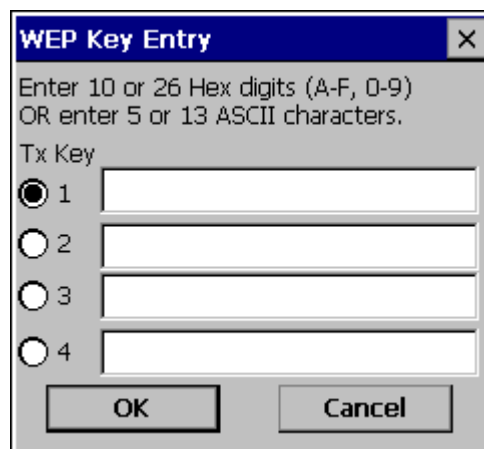 WEP Key Entry
Enter 10 or 26 Hex digits (A-F, 0-9)
OR enter 5 or 13 ASCII characters.
Tx Key
1
2
3
4
OK Cancel